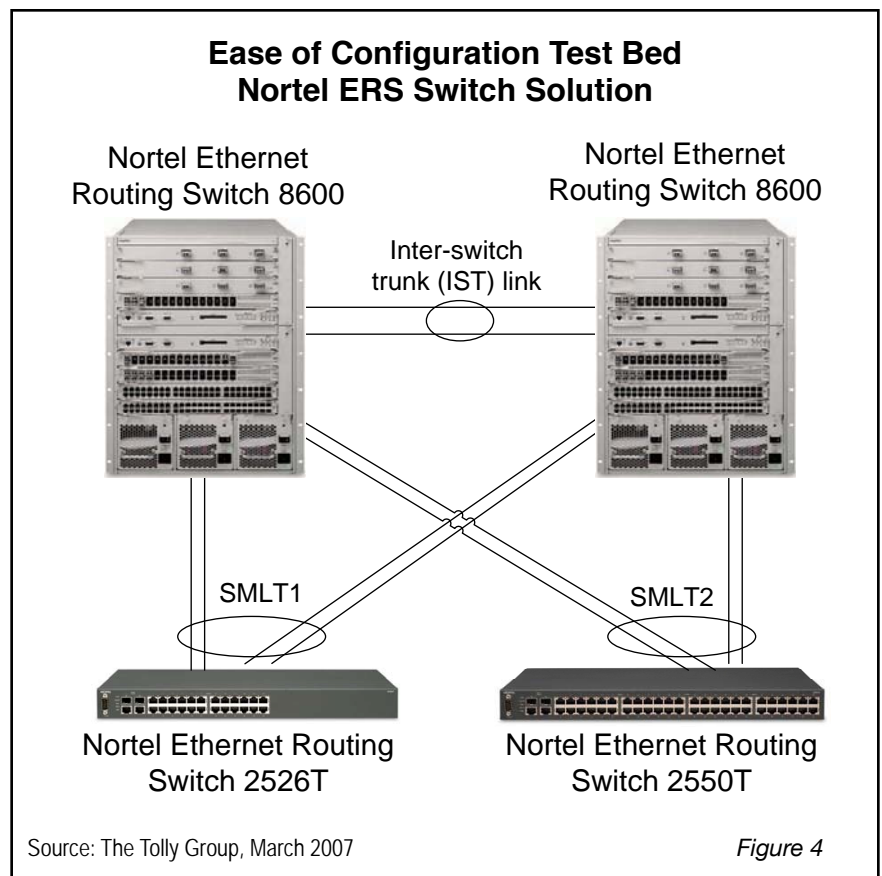 Ease of Configuration Test Bed
Nortel ERS Switch Solution
Nortel Ethernet
Routing Switch 8600
Nortel Ethernet
Routing Switch 8600
Inter-switch
trunk (IST) link
SMLT1
SMLT2
Nortel Ethernet Routing
Switch 2526T
Nortel Ethernet Routing
Switch 2550T
Source: The Tolly Group, March 2007
Figure 4